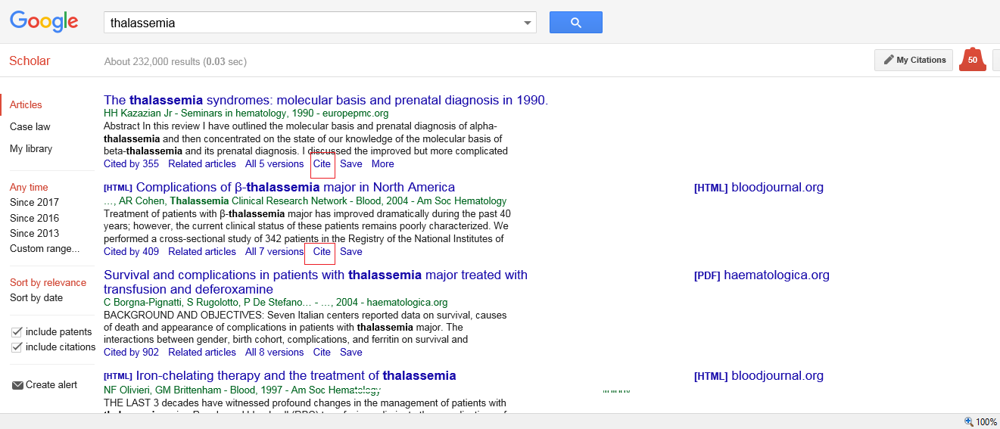 Google
thalassemia
Scholar
About 232,000 results (0.03 sec)
My Citations
50
Articles
Case law
My library
Any time
Since 2017
Since 2016
Since 2013
Custom range...
Sort by relevance
Sort by date
include patents
include citations
Create alert
The thalassemia syndromes: molecular basis and prenatal diagnosis in 1990.
HH Kazazian Jr - Seminars in hematology, 1990 - europepmc.org
Abstract In this review I have outlined the molecular basis and prenatal diagnosis of alpha-
thalassemia and then concentrated on the state of our knowledge of the molecular basis of
beta-thalassemia and its prenatal diagnosis. I discussed the improved but more complicated
Cited by 355 Related articles All 5 versions Cite Save More
[HTML] Complications of β-thalassemia major in North America
[HTML] bloodjournal.org
…, AR Cohen, Thalassemia Clinical Research Network - Blood, 2004 - Am Soc Hematology
Treatment of patients with β-thalassemia major has improved dramatically during the past 40
years; however, the current clinical status of these patients remains poorly characterized. We
performed a cross-sectional study of 342 patients in the Registry of the National Institutes of
Cited by 409 Related articles All 7 versions Cite Save
Survival and complications in patients with thalassemia major treated with
transfusion and deferoxamine
[PDF] haematologica.org
C Borgna-Pignatti, S Rugolotto, P De Stefano… - …, 2004 - haematologica.org
BACKGROUND AND OBJECTIVES: Seven Italian centers reported data on survival, causes
of death and appearance of complications in patients with thalassemia major. The
interactions between gender, birth cohort, complications, and ferritin on survival and
Cited by 902 Related articles All 8 versions Cite Save
[HTML] Iron-chelating therapy and the treatment of thalassemia
[HTML] bloodjournal.org
NF Olivieri, GM Brittenham - Blood, 1997 - Am Soc Hematology
THE LAST 3 decades have witnessed profound changes in the management of patients with
100%